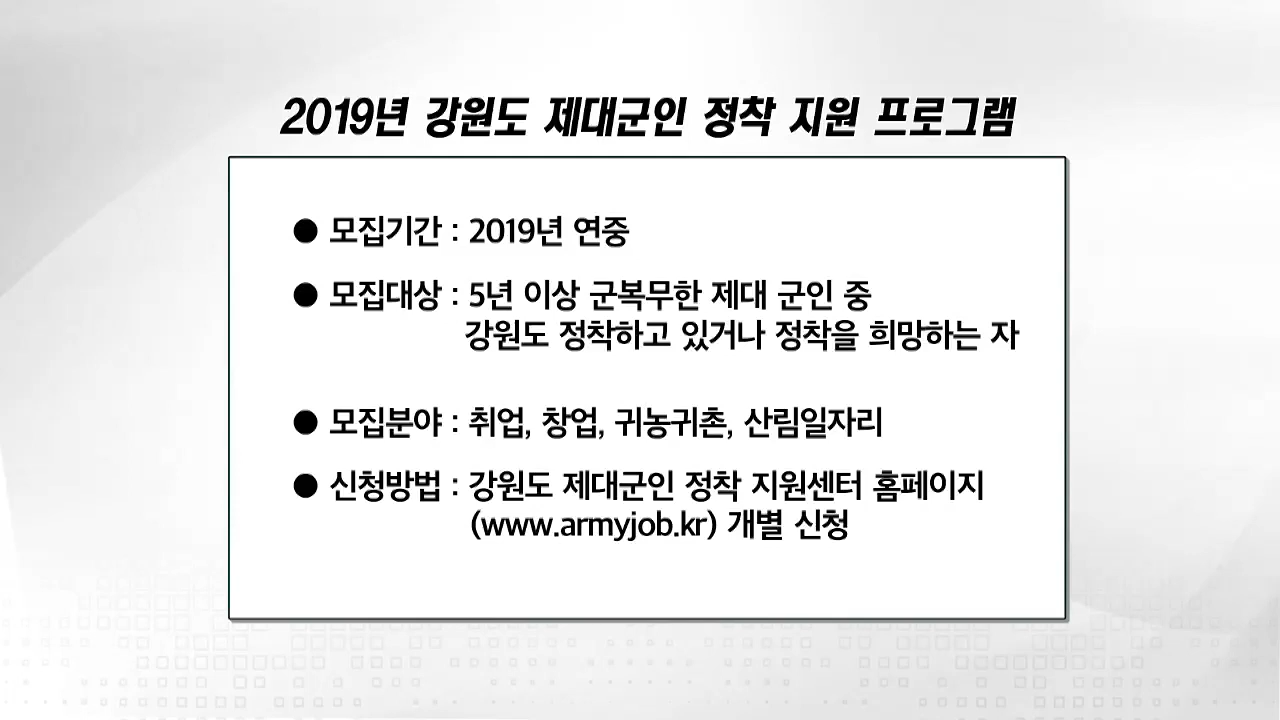 2019년 강원도 제대군인 정착 지원 프로그램
● 모집기간 : 2019년 연중
● 모집대상 : 5년 이상 군복무한 제대 군인 중
강원도 정착하고 있거나 정착을 희망하는 자
● 모집분야 : 취업, 창업, 귀농귀촌, 산림일자리
● 신청방법 : 강원도 제대군인 정착 지원센터 홈페이지
(www.armyjob.kr) 개별 신청